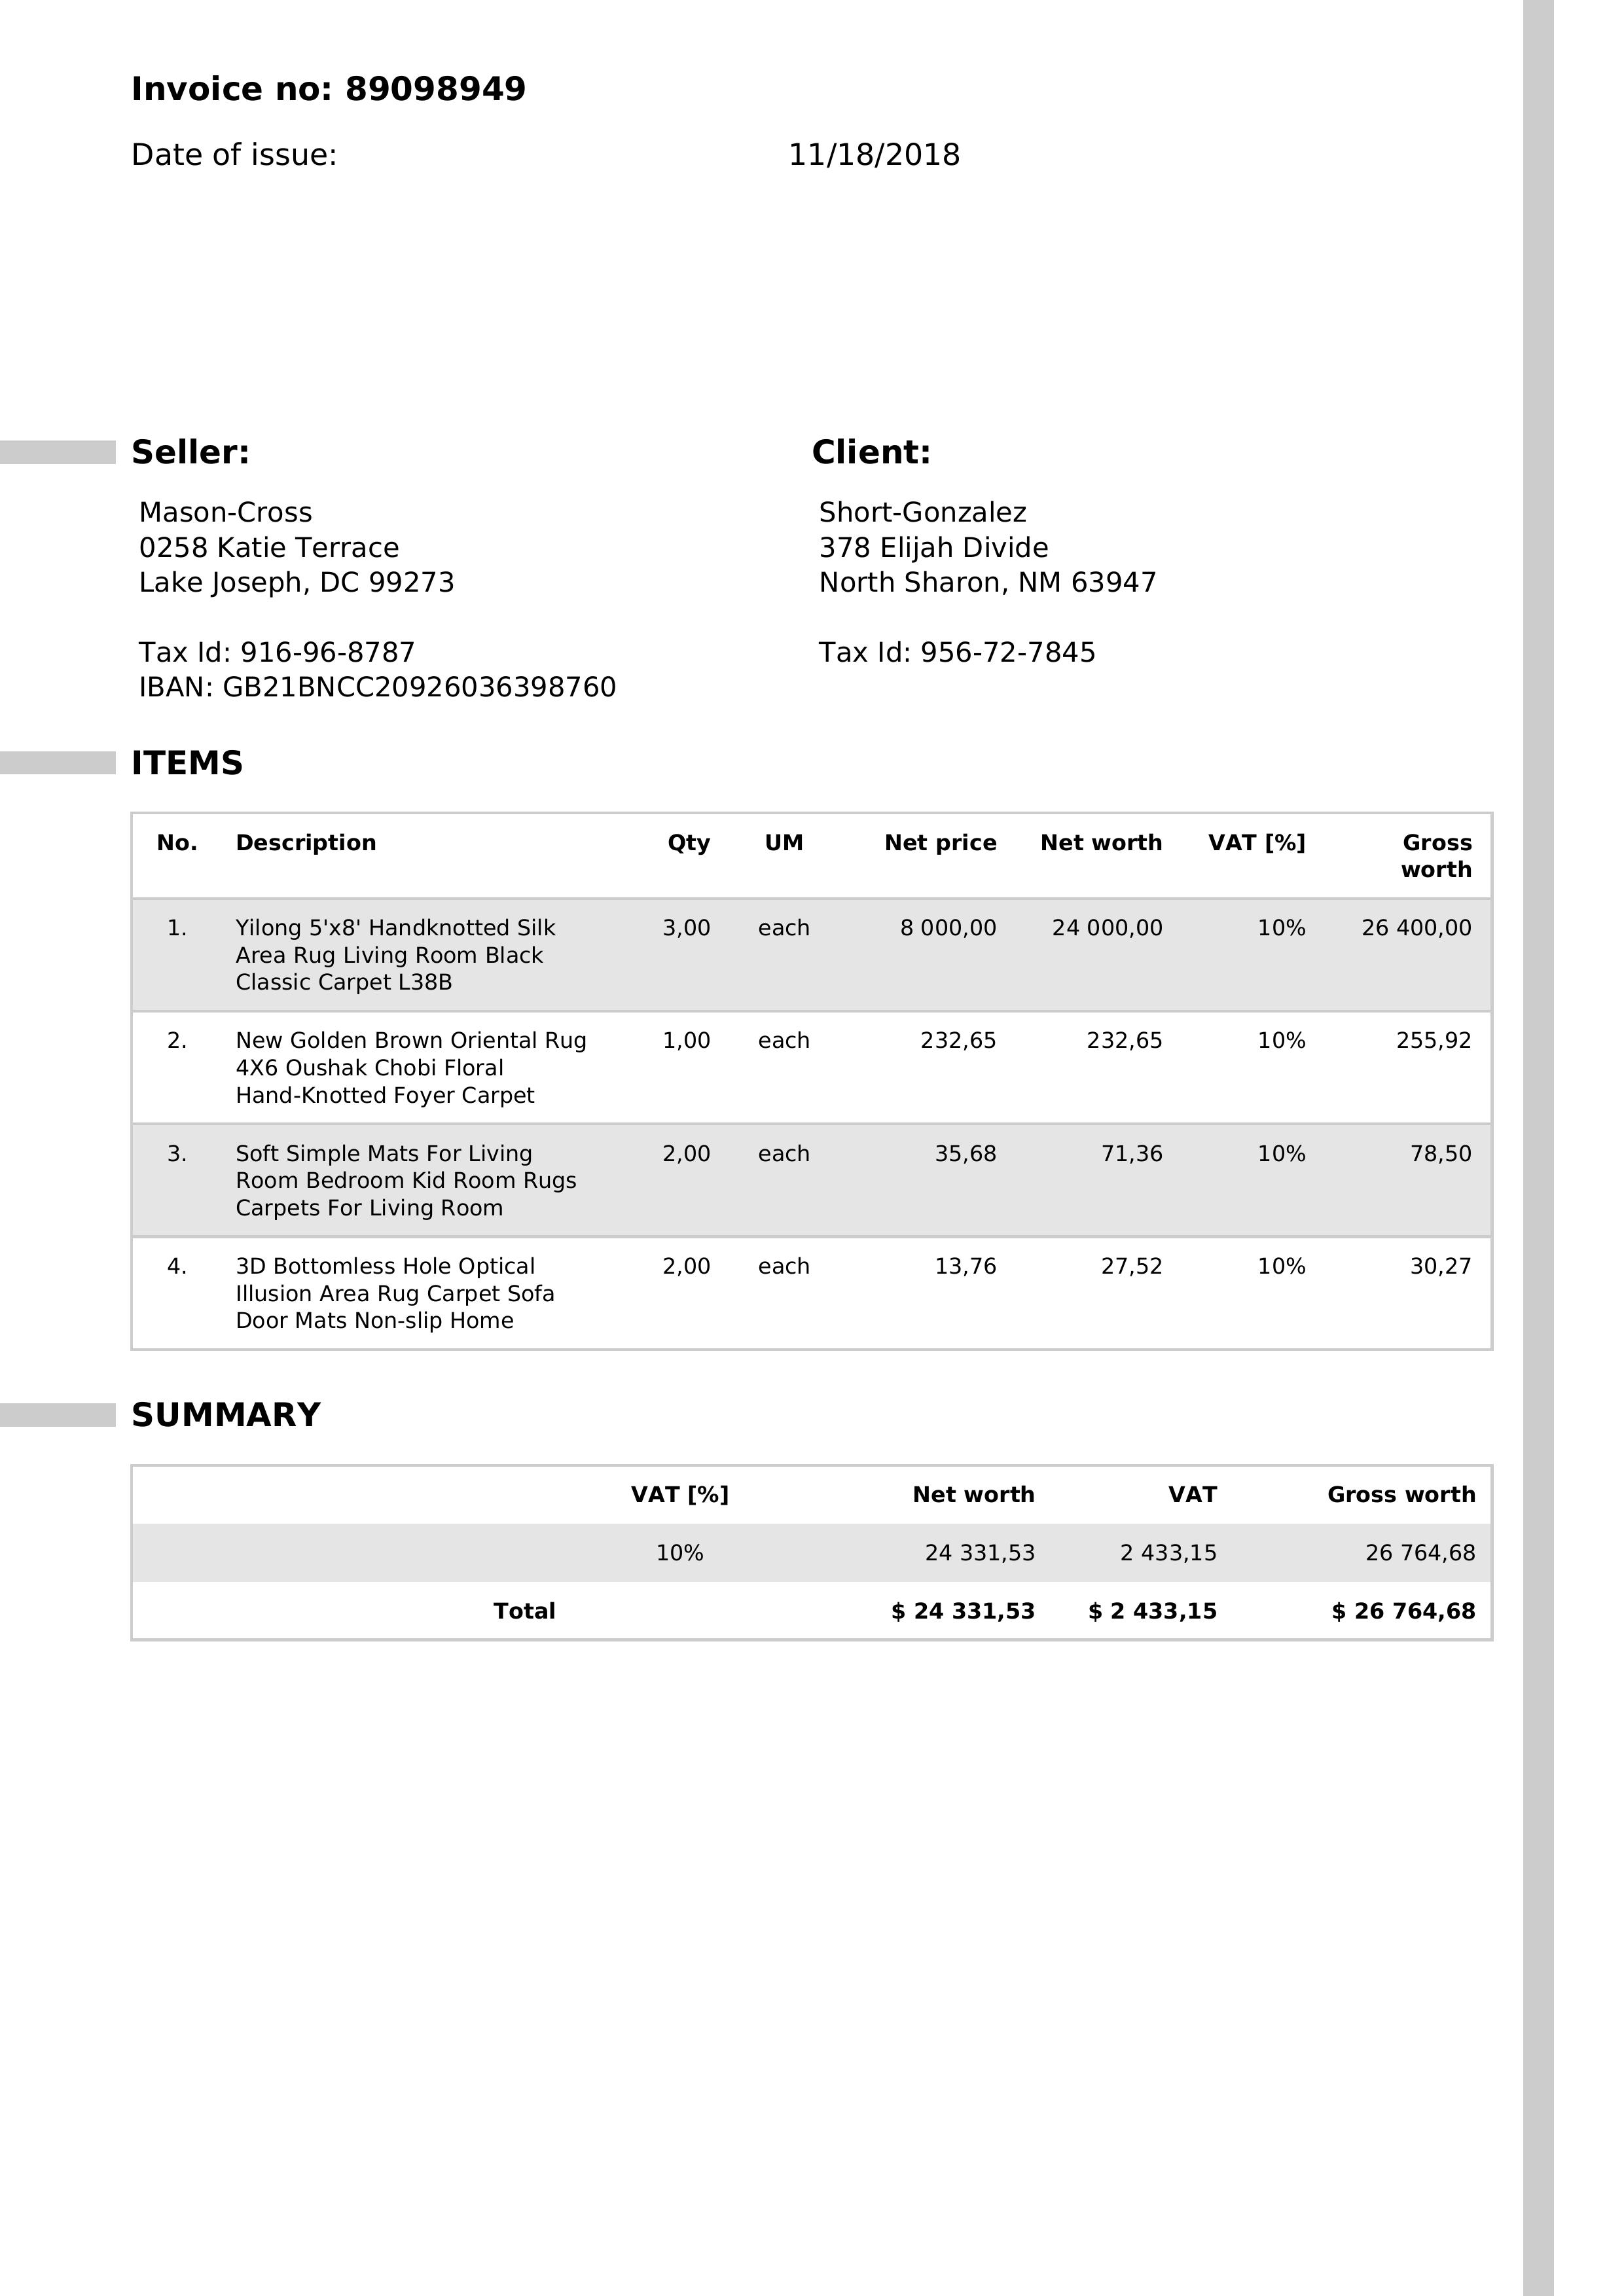 Invoice no: 89098949
Date of issue: 11/18/2018
Seller:
Mason-Cross
0258 Katie Terrace
Lake Joseph, DC 99273
Tax Id: 916-96-8787
IBAN: GB21BNCC20926036398760
Client:
Short-Gonzalez
378 Elijah Divide
North Sharon, NM 63947
Tax Id: 956-72-7845
ITEMS
No. Description Qty UM Net price Net worth VAT [%] Gross
worth
1. Yilong 5'x8' Handknotted Silk 3,00 each 8 000,00 24 000,00 10% 26 400,00
Area Rug Living Room Black
Classic Carpet L38B
2. New Golden Brown Oriental Rug 1,00 each 232,65 232,65 10% 255,92
4X6 Oushak Chobi Floral
Hand-Knotted Foyer Carpet
3. Soft Simple Mats For Living 2,00 each 35,68 71,36 10% 78,50
Room Bedroom Kid Room Rugs
Carpets For Living Room
4. 3D Bottomless Hole Optical 2,00 each 13,76 27,52 10% 30,27
Illusion Area Rug Carpet Sofa
Door Mats Non-slip Home
SUMMARY
VAT [%] Net worth VAT Gross worth
10% 24 331,53 2 433,15 26 764,68
Total $ 24 331,53 $ 2 433,15 $ 26 764,68